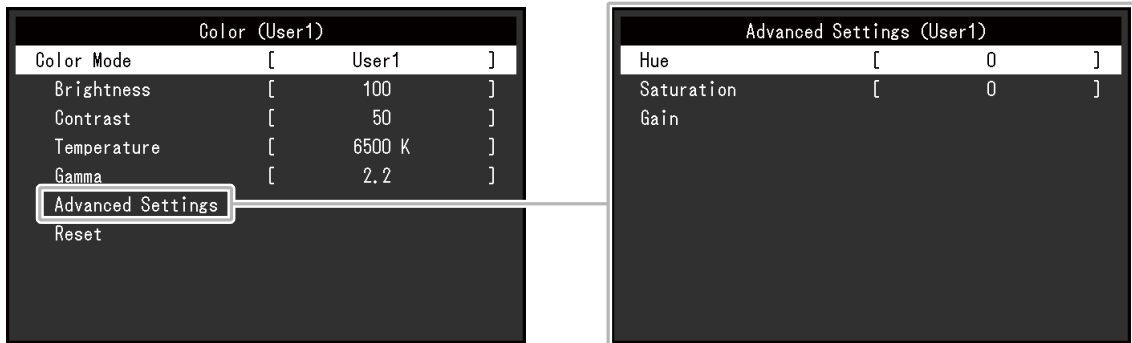 Color (User1)
Color Mode [ User1 ]
Brightness [ 100 ]
Contrast [ 50 ]
Temperature [ 6500 K ]
Gamma [ 2.2 ]
Advanced Settings
Reset
Advanced Settings (User1)
Hue [ 0 ]
Saturation [ 0 ]
Gain